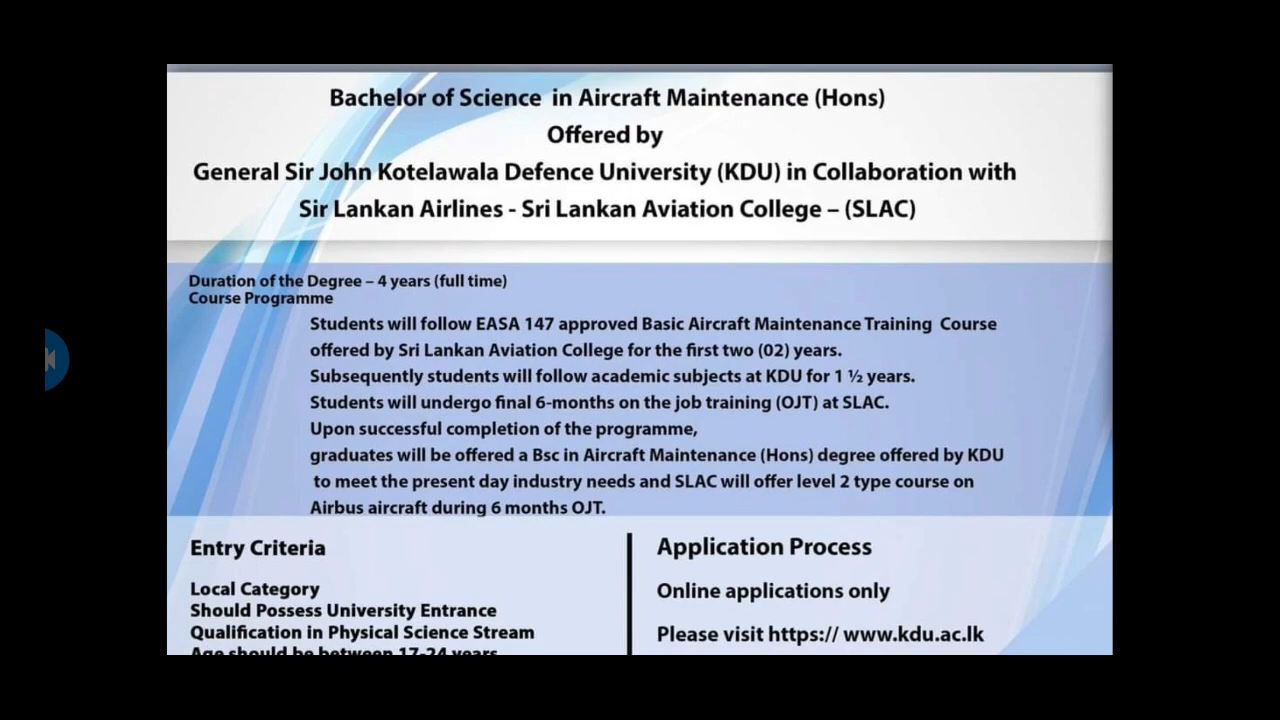 Bachelor of Science in Aircraft Maintenance (Hons)
Offered by
General Sir John Kotelawala Defence University (KDU) in Collaboration with
Sir Lankan Airlines - Sri Lankan Aviation College – (SLAC)
Duration of the Degree – 4 years (full time)
Course Programme
Students will follow EASA 147 approved Basic Aircraft Maintenance Training Course
offered by Sri Lankan Aviation College for the first two (02) years.
Subsequently students will follow academic subjects at KDU for 1 ½ years.
Students will undergo final 6-months on the job training (OJT) at SLAC.
Upon successful completion of the programme,
graduates will be offered a Bsc in Aircraft Maintenance (Hons) degree offered by KDU
to meet the present day industry needs and SLAC will offer level 2 type course on
Airbus aircraft during 6 months OJT.
Entry Criteria
Local Category
Should Possess University Entrance
Qualification in Physical Science Stream
Age should be between 17-24 years
Application Process
Online applications only
Please visit https:// www.kdu.ac.lk